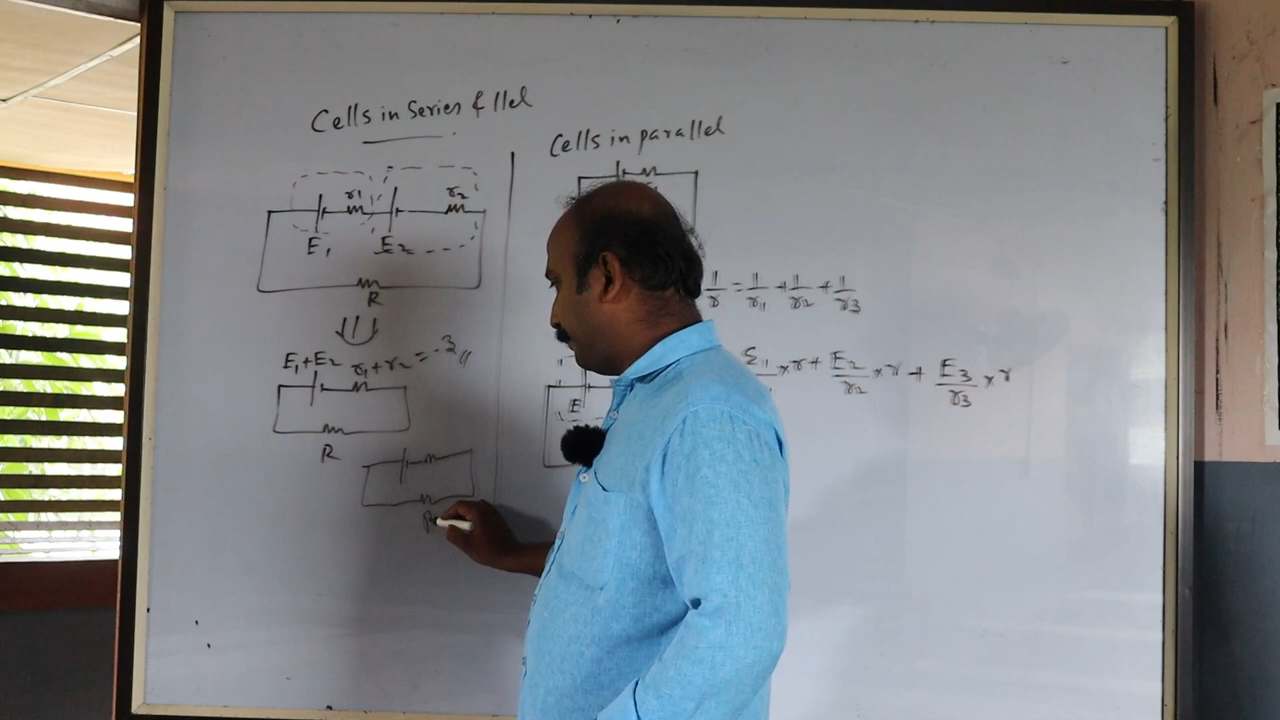 Cells in Series & llel
r1 r2
E1 E2
R
E1+E2 r1+r2 =
R
R
Cells in parallel
1/r = 1/r1 + 1/r2 + 1/r3
E1 × r + E2/r2 × r + E3/r3 × r
E